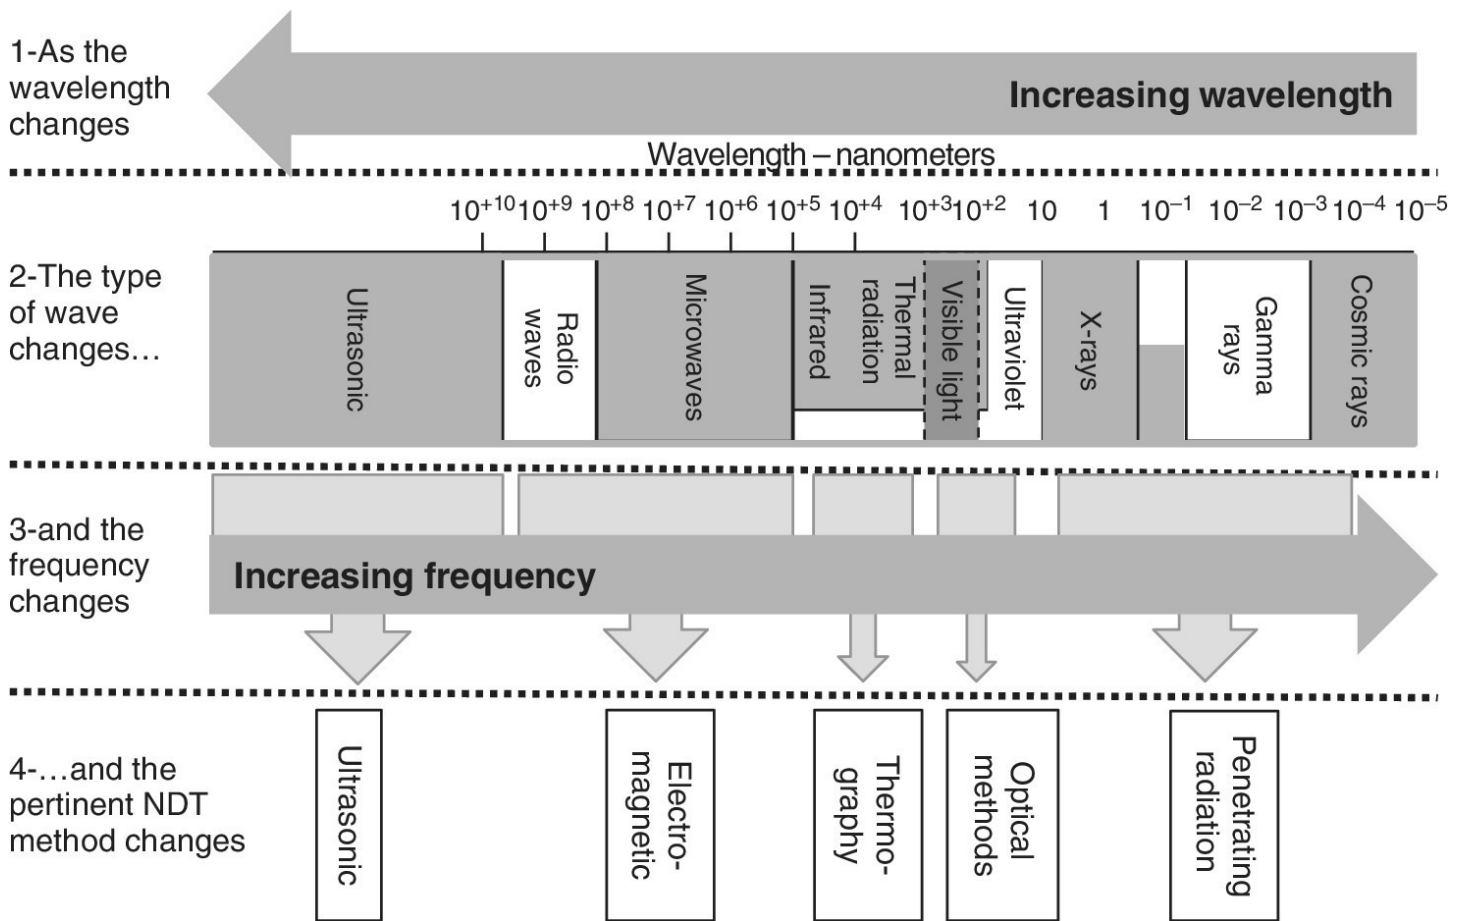 1-As the
wavelength
changes
Increasing wavelength
Wavelength – nanometers
10+10 10+9 10+8 10+7 10+6 10+5 10+4 10+3 10+2 10 1 10–1 10–2 10–3 10–4 10–5
2-The type
of wave
changes…
Ultrasonic
Radio
waves
Microwaves
Infrared
Thermal
radiation
Visible light
Ultraviolet
X-rays
Gamma
rays
Cosmic rays
3-and the
frequency
changes
Increasing frequency
4-…and the
pertinent NDT
method changes
Ultrasonic
Electro-
magnetic
Thermo-
graphy
Optical
methods
Penetrating
radiation